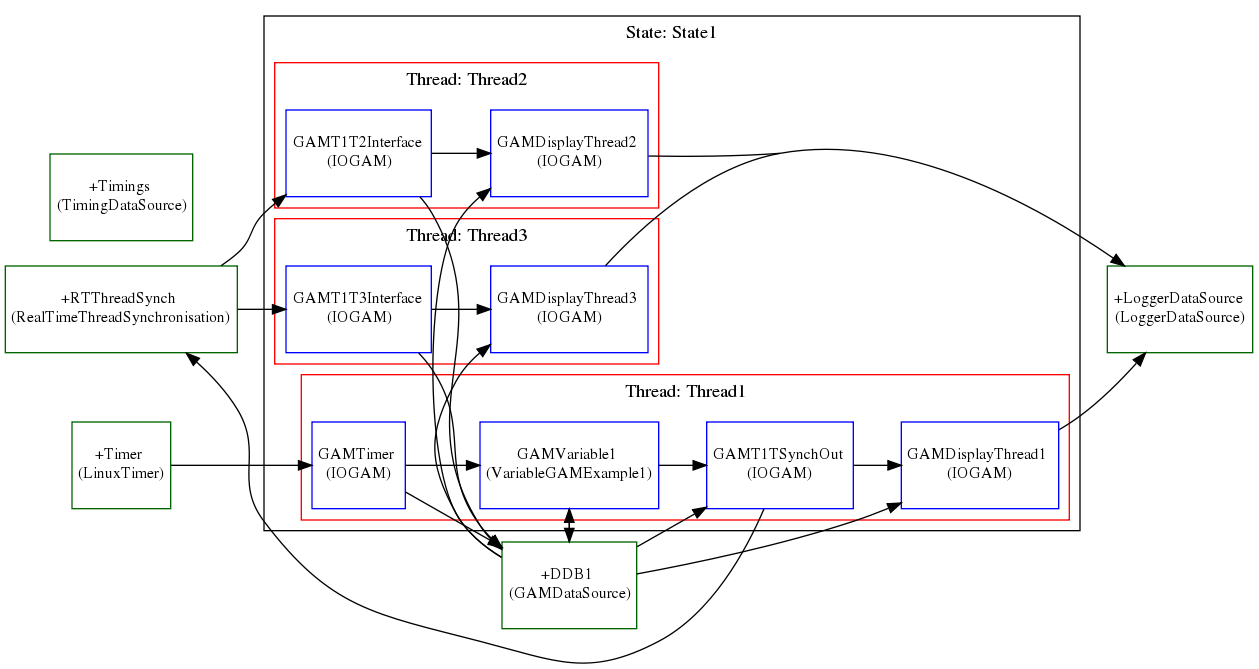 State: State1
Thread: Thread2
GAMT1T2Interface
(IOGAM)
GAMDisplayThread2
(IOGAM)
+Timings
(TimingDataSource)
Thread: Thread3
+RTThreadSynch
(RealTimeThreadSynchronisation)
GAMT1T3Interface
(IOGAM)
GAMDisplayThread3
(IOGAM)
+LoggerDataSource
(LoggerDataSource)
Thread: Thread1
+Timer
(LinuxTimer)
GAMTimer
(IOGAM)
GAMVariable1
(VariableGAMExample1)
GAMT1TSynchOut
(IOGAM)
GAMDisplayThread1
(IOGAM)
+DDB1
(GAMDataSource)